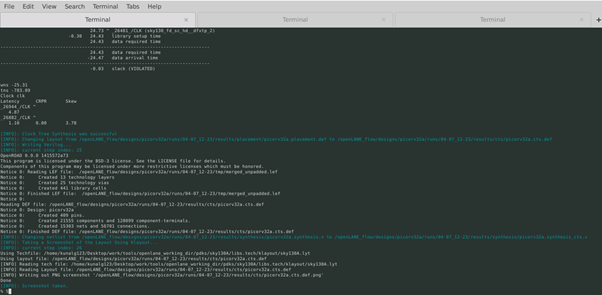 File Edit View Search Terminal Tabs Help
Terminal Terminal Terminal
24.73 ^ _26401_/CLK (sky130_fd_sc_hd__dfxtp_2)
-0.30 24.43 library setup time
24.43 data required time
24.43 data required time
-24.47 data arrival time
slack (VIOLATED)
wns -25.31
Clock clk
Latency CRPR Skew
_26944_/CLK ^
4.87
_26082_/CLK ^
1.10 0.00 3.78
[INFO]: Clock Tree Synthesis was successful
[INFO]: Changing layout from /openLANE_flow/designs/picorv32a/runs/04-07_12-23/results/placement/picorv32a.placement.def to /openLANE_flow/designs/picorv32a/runs/04-07_12-23/results/cts/picorv32a.cts.def
[INFO]: Writing Verilog
[INFO]: current step index: 25
OpenROAD 0.9.0 1415572a73
This program is licensed under the BSD-3 license. See the LICENSE file for details.
Components of this program may be licensed under more restrictive licenses which must be honored.
Notice 0: Reading LEF file: /openLANE_flow/designs/picorv32a/runs/04-07_12-23/tmp/merged_unpadded.lef
Notice 0: Created 13 technology layers
Notice 0: Created 25 technology vias
Notice 0: Created 441 library cells
Notice 0: Finished LEF file: /openLANE_flow/designs/picorv32a/runs/04-07_12-23/tmp/merged_unpadded.lef
Notice 0:
Reading DEF file: /openLANE_flow/designs/picorv32a/runs/04-07_12-23/results/cts/picorv32a.cts.def
Notice 0: Design: picorv32a
Notice 0: Created 409 pins.
Notice 0: Created 21555 components and 128099 component-terminals.
Notice 0: Created 15303 nets and 56701 connections.
Notice 0: Finished DEF file: /openLANE_flow/designs/picorv32a/runs/04-07_12-23/results/cts/picorv32a.cts.def
[INFO]: Changing netlist from /openLANE_flow/designs/picorv32a/runs/04-07_12-23/results/synthesis/picorv32a.synthesis.v to /openLANE_flow/designs/picorv32a/runs/04-07_12-23/results/synthesis/picorv32a.synthesis_cts.v
[INFO]: Taking a Screenshot of the Layout Using Klayout...
[INFO]: current step index: 26
Using Techfile: /home/kunalg123/Desktop/work/tools/openlane_working_dir/pdks/sky130A/libs.tech/klayout/sky130A.lyt
Using layout file: /openLANE_flow/designs/picorv32a/runs/04-07_12-23/results/cts/picorv32a.cts.def
[INFO] Reading tech file: /home/kunalg123/Desktop/work/tools/openlane_working_dir/pdks/sky130A/libs.tech/klayout/sky130A.lyt
[INFO] Reading Layout file: /openLANE_flow/designs/picorv32a/runs/04-07_12-23/results/cts/picorv32a.cts.def
[INFO] Writing out PNG screenshot '/openLANE_flow/designs/picorv32a/runs/04-07_12-23/results/cts/picorv32a.cts.def.png'
Done
[INFO]: Screenshot taken.
%